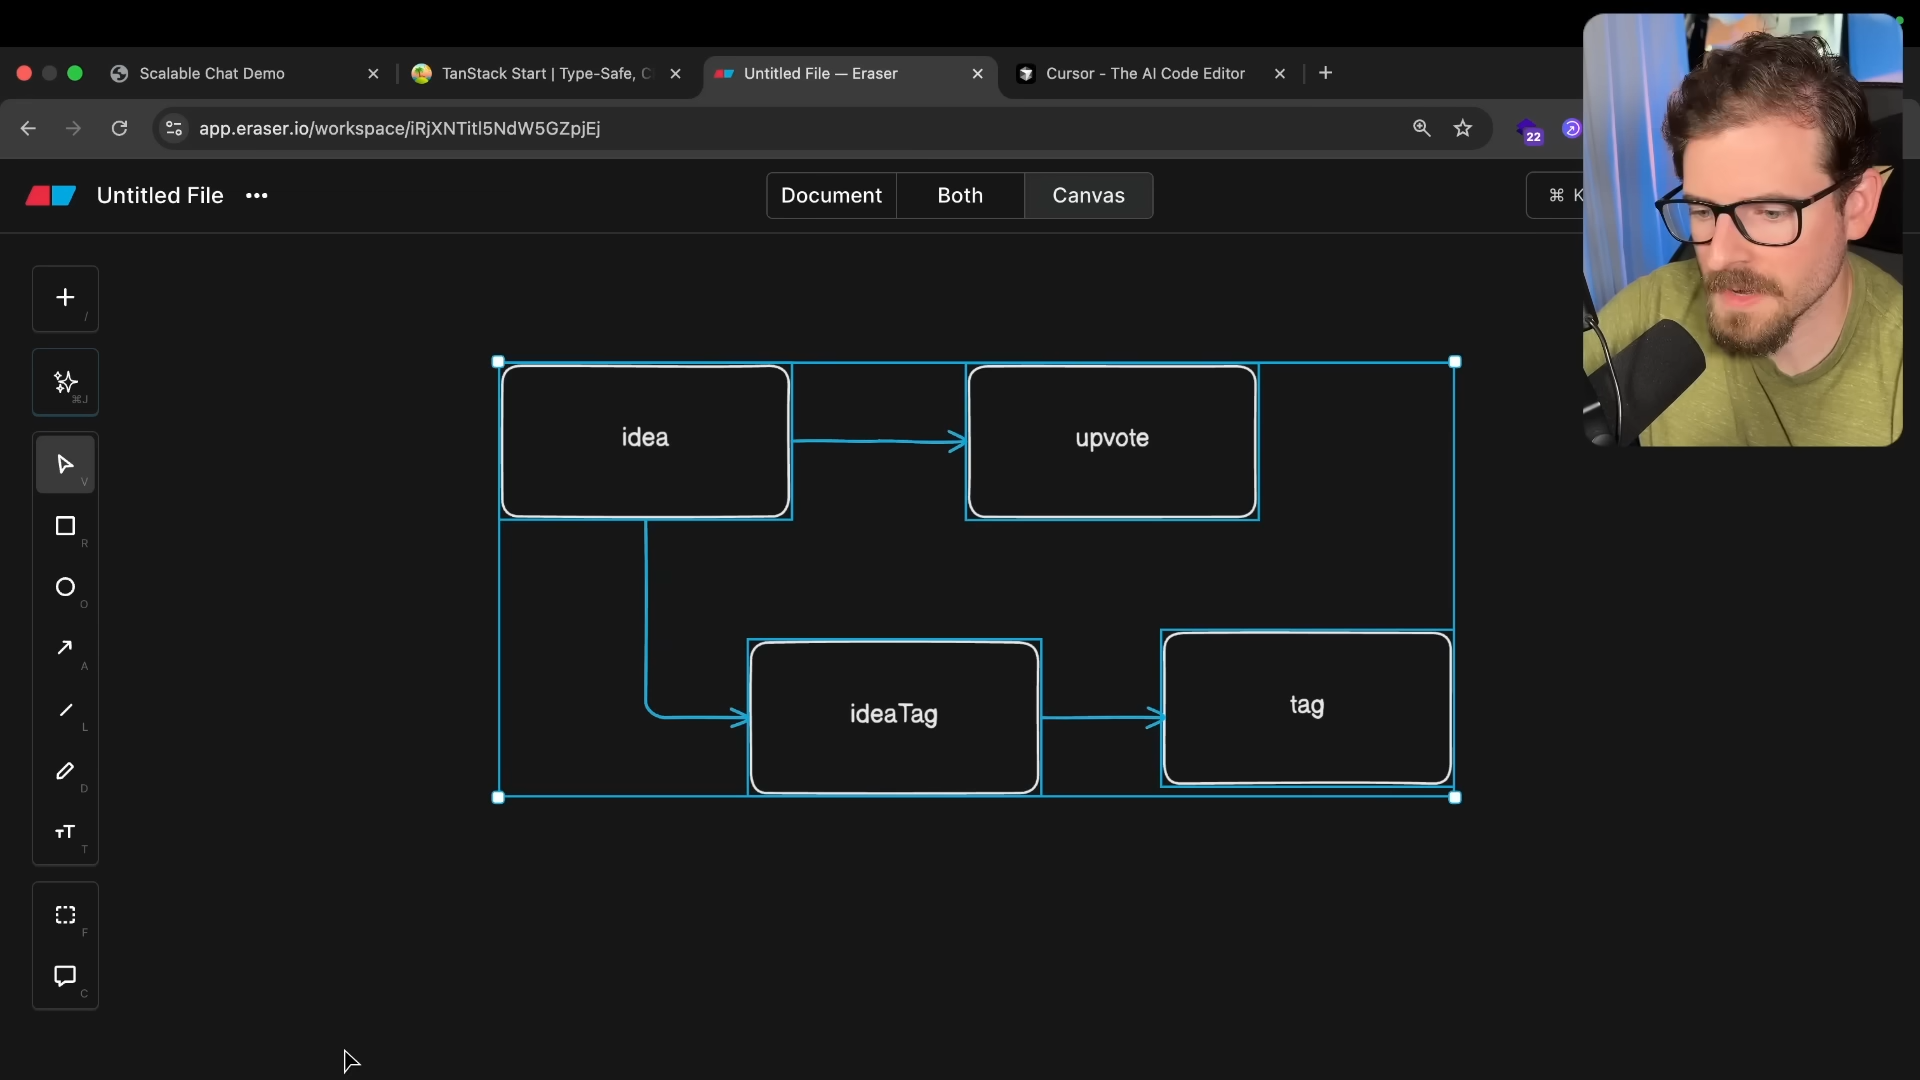 Scalable Chat Demo
TanStack Start | Type-Safe, C
Untitled File — Eraser
Cursor - The AI Code Editor
app.eraser.io/workspace/iRjXNTitl5NdW5GZpjEj
22
Untitled File
Document
Both
Canvas
⌘ K
/
⌘J
V
R
O
A
L
D
T
F
C
idea
upvote
ideaTag
tag